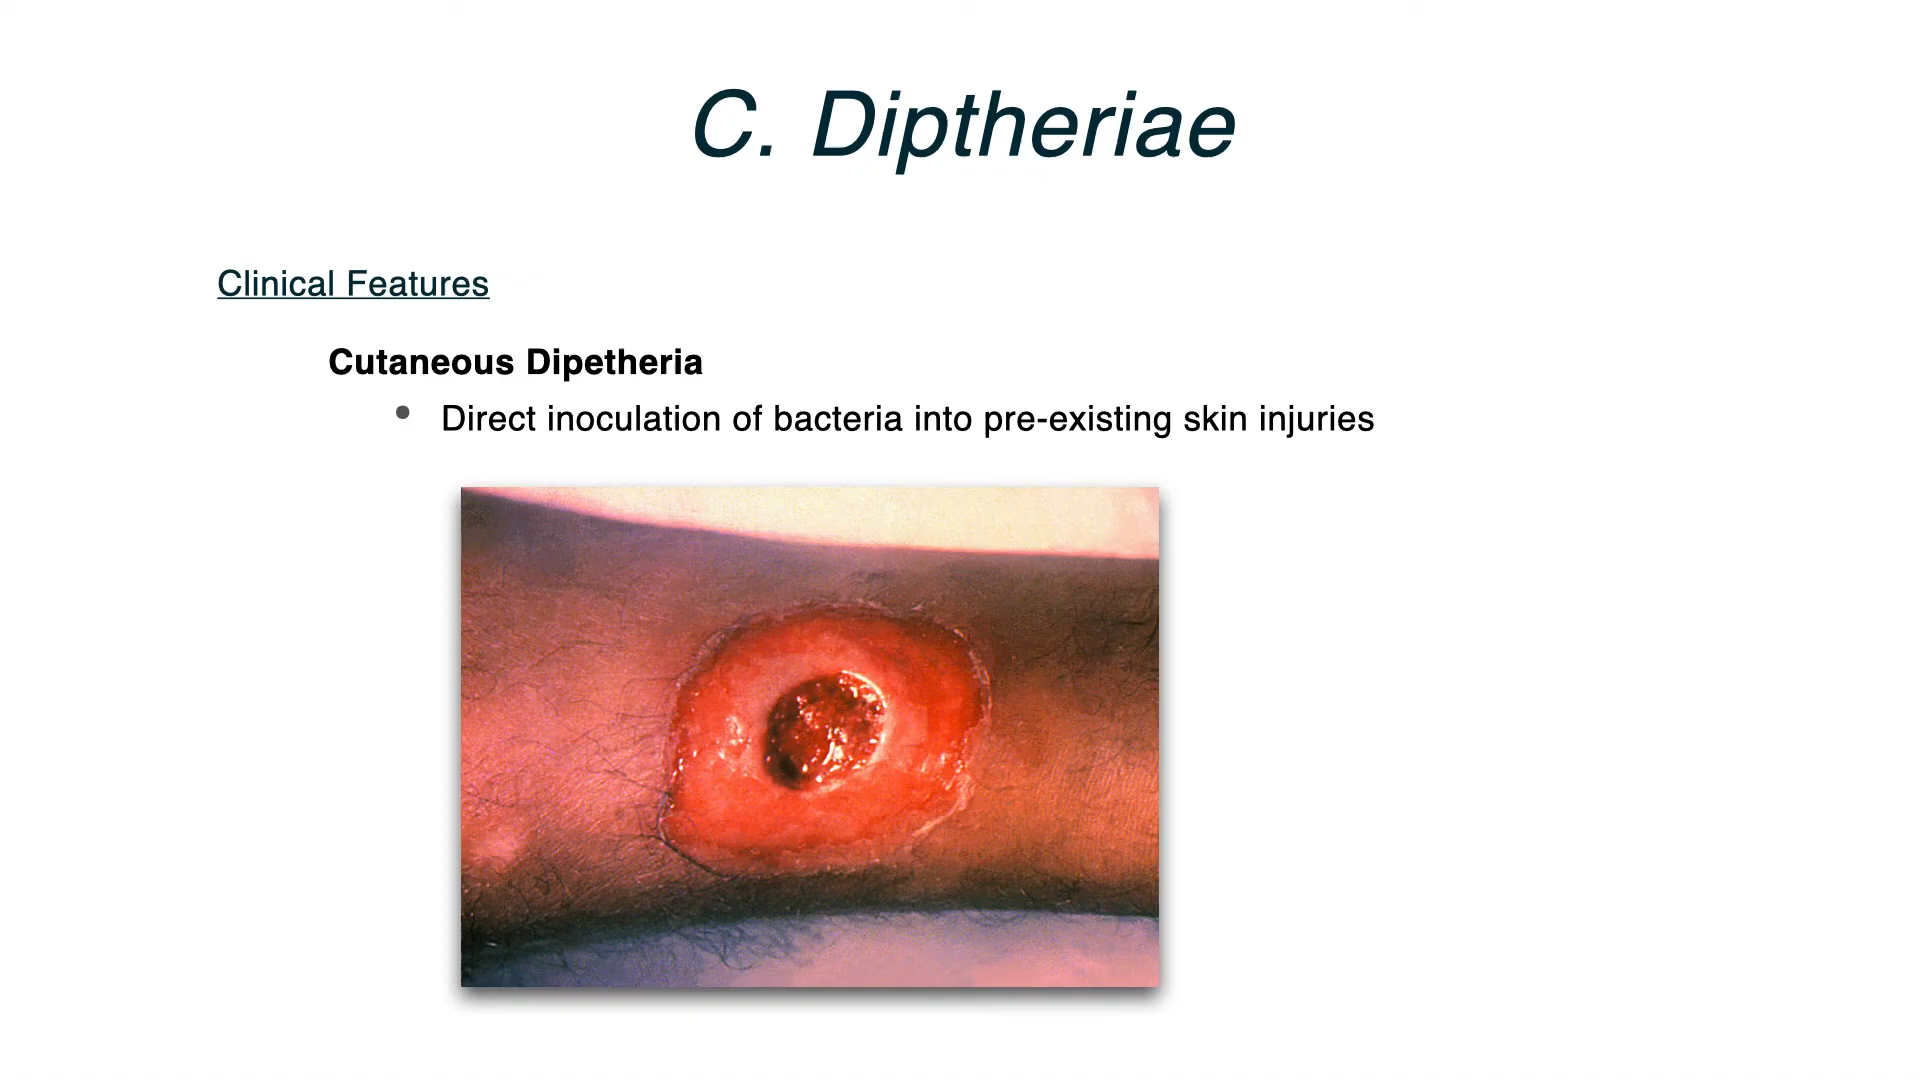 C. Diptheriae
Clinical Features
Cutaneous Dipetheria
• Direct inoculation of bacteria into pre-existing skin injuries